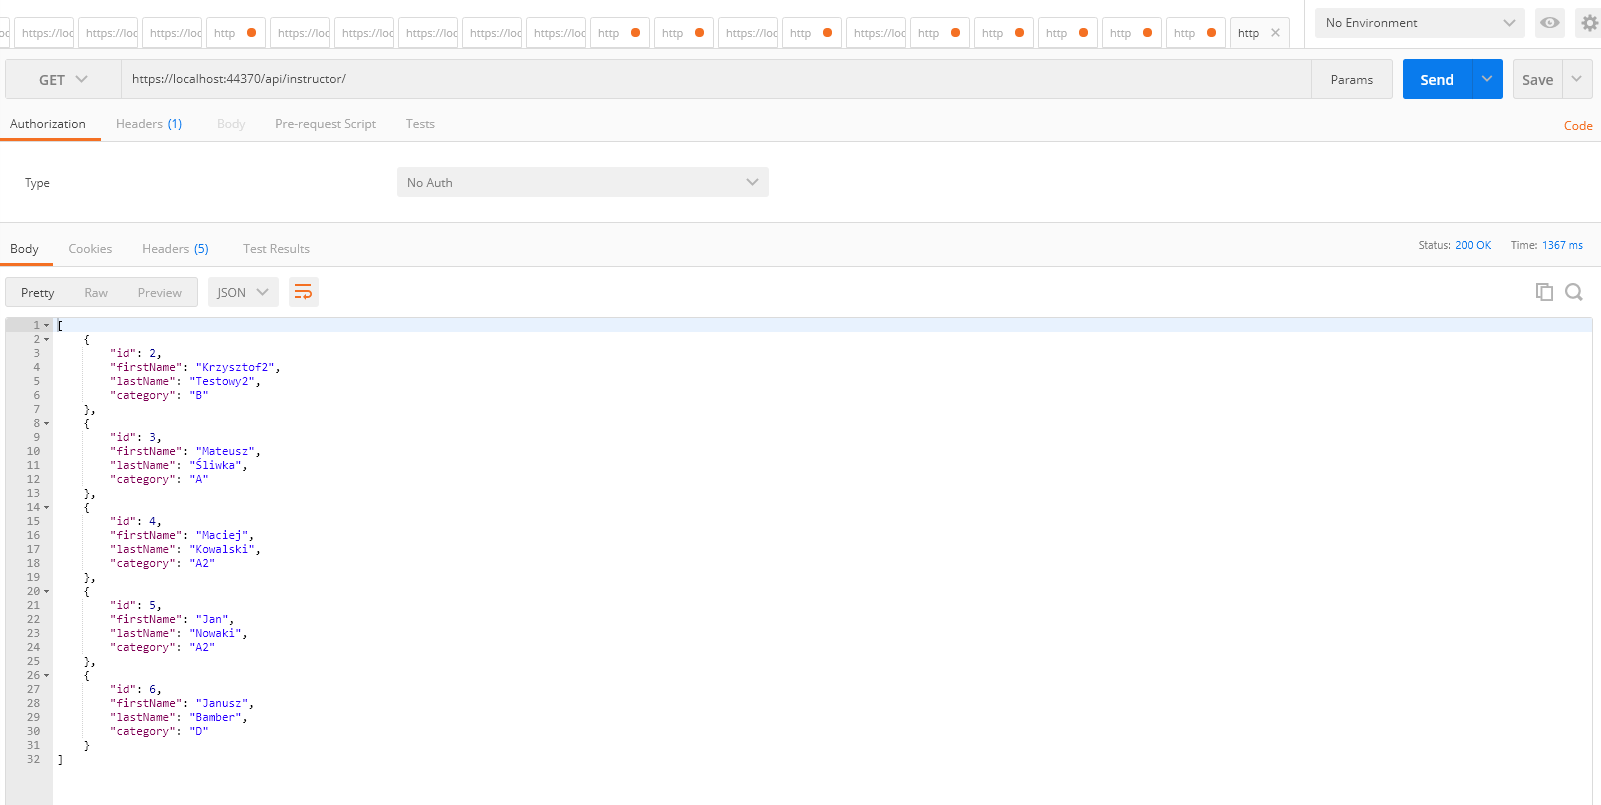 oc https://loc https://loc https://loc http https://loc https://loc https://loc https://loc https://loc http http https://loc http https://loc http http http http http http × No Environment
GET https://localhost:44370/api/instructor/ Params Send Save
Authorization Headers (1) Body Pre-request Script Tests Code
Type No Auth
Body Cookies Headers (5) Test Results Status: 200 OK Time: 1367 ms
Pretty Raw Preview JSON
1 [
2 {
3 "id": 2,
4 "firstName": "Krzysztof2",
5 "lastName": "Testowy2",
6 "category": "B"
7 },
8 {
9 "id": 3,
10 "firstName": "Mateusz",
11 "lastName": "Śliwka",
12 "category": "A"
13 },
14 {
15 "id": 4,
16 "firstName": "Maciej",
17 "lastName": "Kowalski",
18 "category": "A2"
19 },
20 {
21 "id": 5,
22 "firstName": "Jan",
23 "lastName": "Nowaki",
24 "category": "A2"
25 },
26 {
27 "id": 6,
28 "firstName": "Janusz",
29 "lastName": "Bamber",
30 "category": "D"
31 }
32 ]